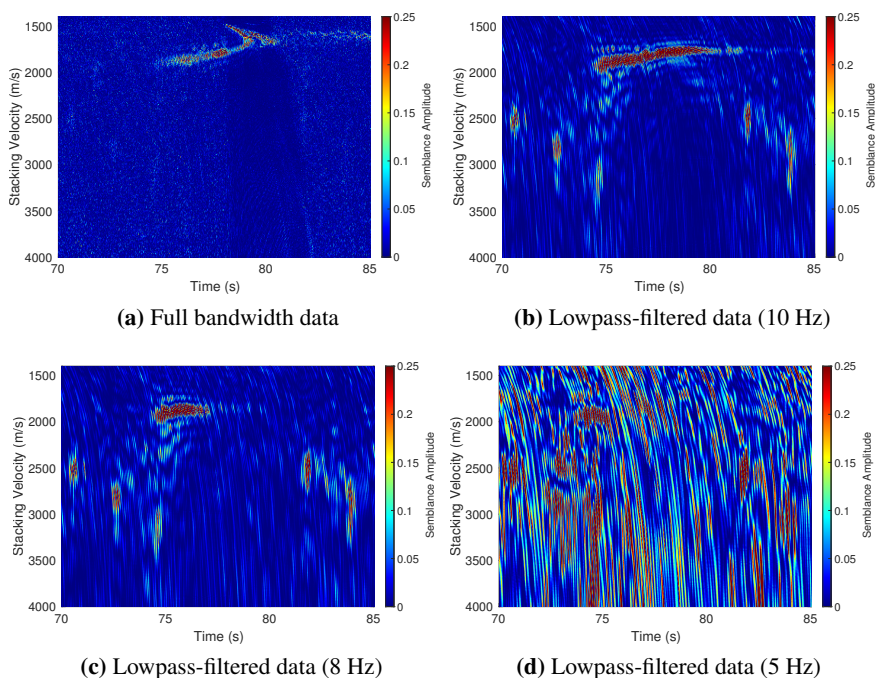 1500
2000
2500
3000
3500
4000
Stacking Velocity (m/s)
70 75 80 85
Time (s)
0.25
0.2
0.15
0.1
0.05
0
Semblance Amplitude
(a) Full bandwidth data
1500
2000
2500
3000
3500
4000
Stacking Velocity (m/s)
70 75 80 85
Time (s)
0.25
0.2
0.15
0.1
0.05
0
Semblance Amplitude
(b) Lowpass-filtered data (10 Hz)
1500
2000
2500
3000
3500
4000
Stacking Velocity (m/s)
70 75 80 85
Time (s)
0.25
0.2
0.15
0.1
0.05
0
Semblance Amplitude
(c) Lowpass-filtered data (8 Hz)
1500
2000
2500
3000
3500
4000
Stacking Velocity (m/s)
70 75 80 85
Time (s)
0.25
0.2
0.15
0.1
0.05
0
Semblance Amplitude
(d) Lowpass-filtered data (5 Hz)